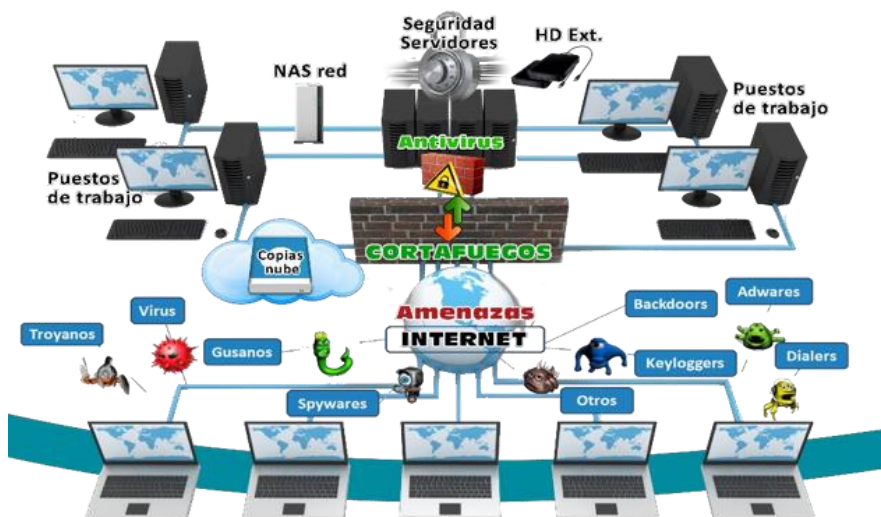 Seguridad
Servidores
HD Ext.
NAS red
Puestos
de trabajo
Antivirus
Puestos
de trabajo
CORTAFUEGOS
Copias
nube
Amenazas
INTERNET
Backdoors
Adwares
Virus
Troyanos
Gusanos
Keyloggers
Dialers
Spywares
Otros